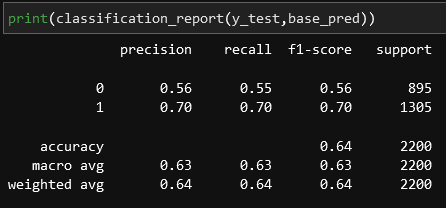 print(classification_report(y_test,base_pred))
precision recall f1-score support
0 0.56 0.55 0.56 895
1 0.70 0.70 0.70 1305
accuracy 0.64 2200
macro avg 0.63 0.63 0.63 2200
weighted avg 0.64 0.64 0.64 2200